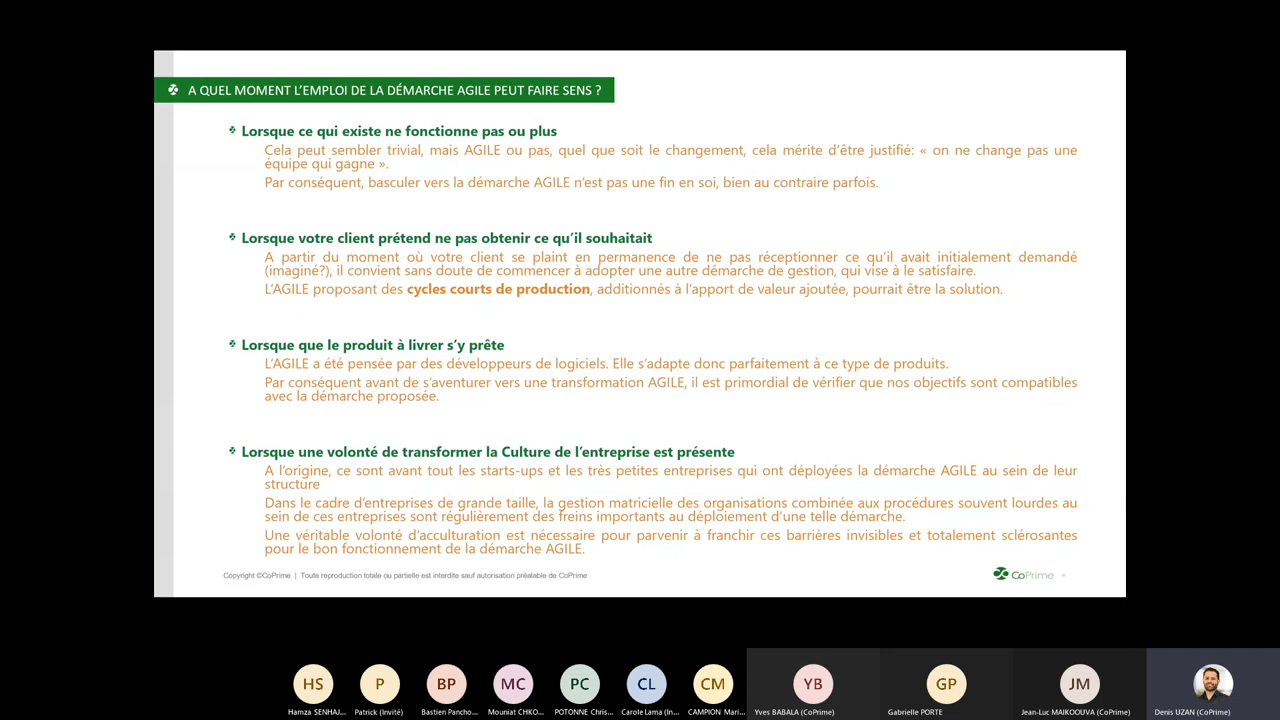 A QUEL MOMENT L'EMPLOI DE LA DÉMARCHE AGILE PEUT FAIRE SENS ?
Lorsque ce qui existe ne fonctionne pas ou plus
Cela peut sembler trivial, mais AGILE ou pas, quel que soit le changement, cela mérite d'être justifié: « on ne change pas une
équipe qui gagne ».
Par conséquent, basculer vers la démarche AGILE n'est pas une fin en soi, bien au contraire parfois.
Lorsque votre client prétend ne pas obtenir ce qu'il souhaitait
A partir du moment où votre client se plaint en permanence de ne pas réceptionner ce qu'il avait initialement demandé
(imaginé?), il convient sans doute de commencer à adopter une autre démarche de gestion, qui vise à le satisfaire.
L'AGILE proposant des cycles courts de production, additionnés à l'apport de valeur ajoutée, pourrait être la solution.
Lorsque que le produit à livrer s'y prête
L'AGILE a été pensée par des développeurs de logiciels. Elle s'adapte donc parfaitement à ce type de produits.
Par conséquent avant de s'aventurer vers une transformation AGILE, il est primordial de vérifier que nos objectifs sont compatibles
avec la démarche proposée.
Lorsque une volonté de transformer la Culture de l'entreprise est présente
A l'origine, ce sont avant tout les starts-ups et les très petites entreprises qui ont déployées la démarche AGILE au sein de leur
structure
Dans le cadre d'entreprises de grande taille, la gestion matricielle des organisations combinée aux procédures souvent lourdes au
sein de ces entreprises sont régulièrement des freins importants au déploiement d'une telle démarche.
Une véritable volonté d'acculturation est nécessaire pour parvenir à franchir ces barrières invisibles et totalement sclérosantes
pour le bon fonctionnement de la démarche AGILE.
Copyright ©CoPrime | Toute reproduction totale ou partielle est interdite sauf autorisation préalable de CoPrime
CoPrime
HS P BP MC PC CL CM YB GP JM
Hamza SENHAJ... Patrick (Invité) Bastien Pancho... Mouniat CHKO... POTONNE Chris... Carole Lama (In... CAMPION Mari... Yves BABALA (CoPrime) Gabrielle PORTE Jean-Luc MAIKOOUVA (CoPrime) Denis UZAN (CoPrime)